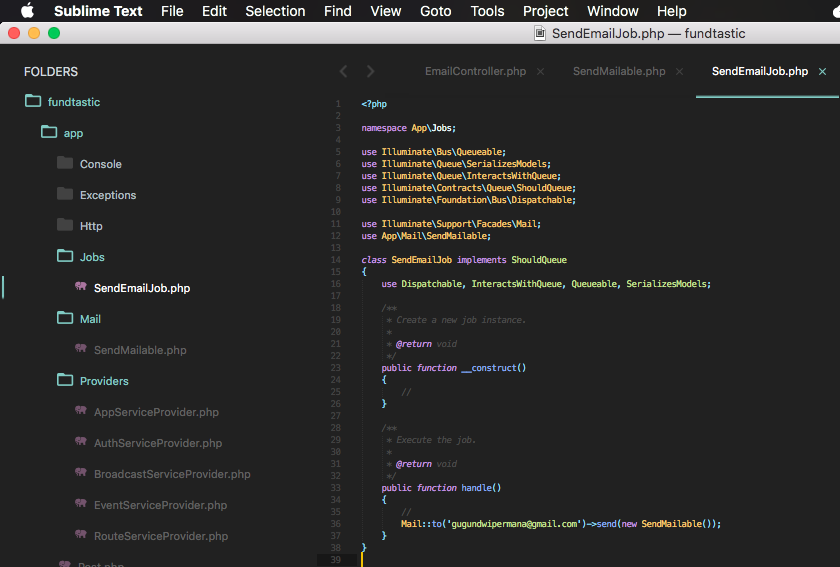 Sublime Text File Edit Selection Find View Goto Tools Project Window Help
SendEmailJob.php — fundtastic
FOLDERS
fundtastic
app
Console
Exceptions
Http
Jobs
SendEmailJob.php
Mail
SendMailable.php
Providers
AppServiceProvider.php
AuthServiceProvider.php
BroadcastServiceProvider.php
EventServiceProvider.php
RouteServiceProvider.php
Post.php
EmailController.php × SendMailable.php × SendEmailJob.php ×
1 <?php
2
3 namespace App\Jobs;
4
5 use Illuminate\Bus\Queueable;
6 use Illuminate\Queue\SerializesModels;
7 use Illuminate\Queue\InteractsWithQueue;
8 use Illuminate\Contracts\Queue\ShouldQueue;
9 use Illuminate\Foundation\Bus\Dispatchable;
10
11 use Illuminate\Support\Facades\Mail;
12 use App\Mail\SendMailable;
13
14 class SendEmailJob implements ShouldQueue
15 {
16 use Dispatchable, InteractsWithQueue, Queueable, SerializesModels;
17
18 /**
19 * Create a new job instance.
20 *
21 * @return void
22 */
23 public function __construct()
24 {
25 //
26 }
27
28 /**
29 * Execute the job.
30 *
31 * @return void
32 */
33 public function handle()
34 {
35 //
36 Mail::to('gugundwipermana@gmail.com')->send(new SendMailable());
37 }
38 }
39